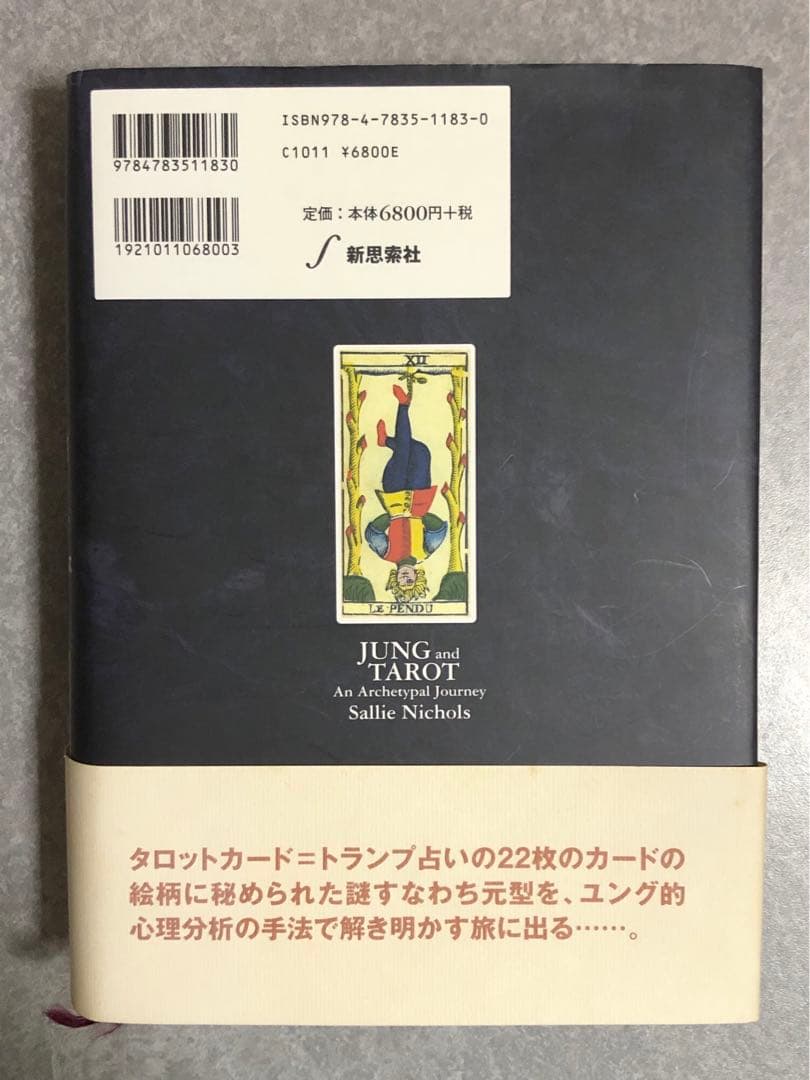 ISBN978-4-7835-1183-0
C1011 ¥6800E
9784783511830
定価：本体6800円+税
1921011068003
新思索社
XII
LE PENDU
JUNG and
TAROT
An Archetypal Journey
Sallie Nichols
タロットカード＝トランプ占いの22枚のカードの
絵柄に秘められた謎すなわち元型を、ユング的
心理分析の手法で解き明かす旅に出る……。